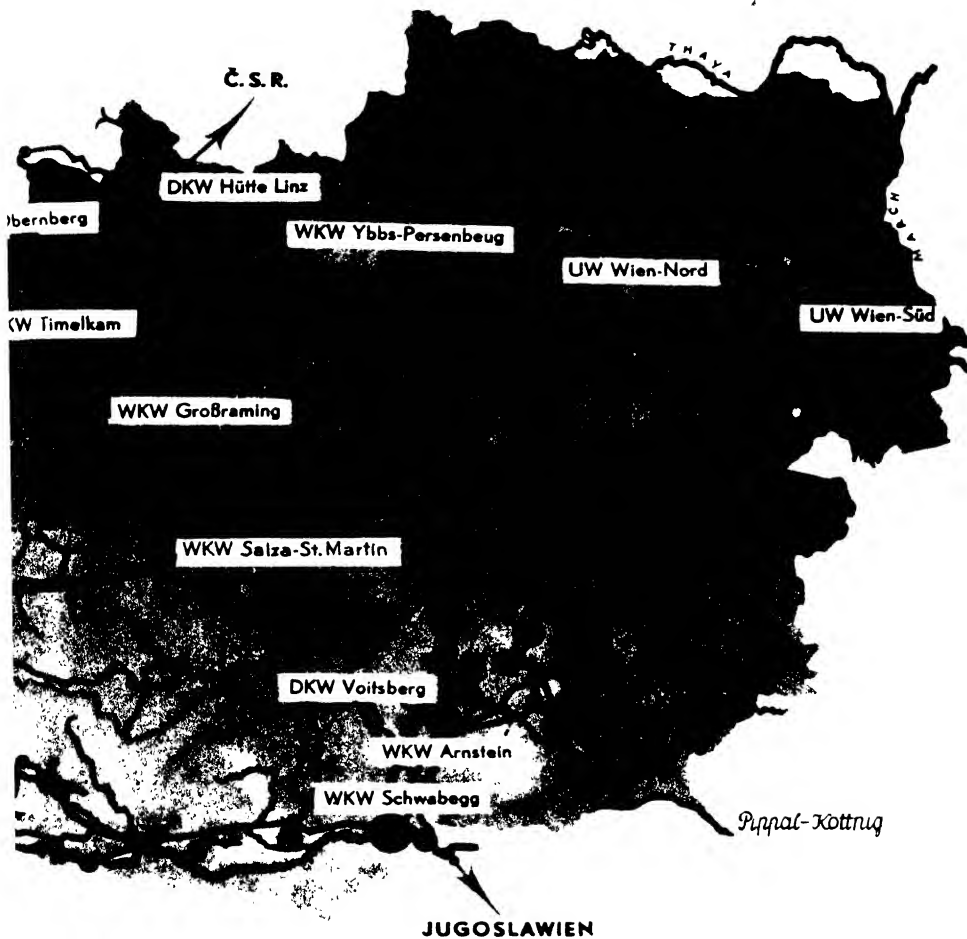 THAYA
Č.S.R.
DKW Hütte Linz
bernberg
MARCH
WKW Ybbs-Persenbeug
UW Wien-Nord
UW Wien-Süd
KW Timelkam
WKW Großraming
WKW Salza-St.Martin
DKW Voitsberg
WKW Arnstein
WKW Schwabegg
Pippal-Kottnig
JUGOSLAWIEN